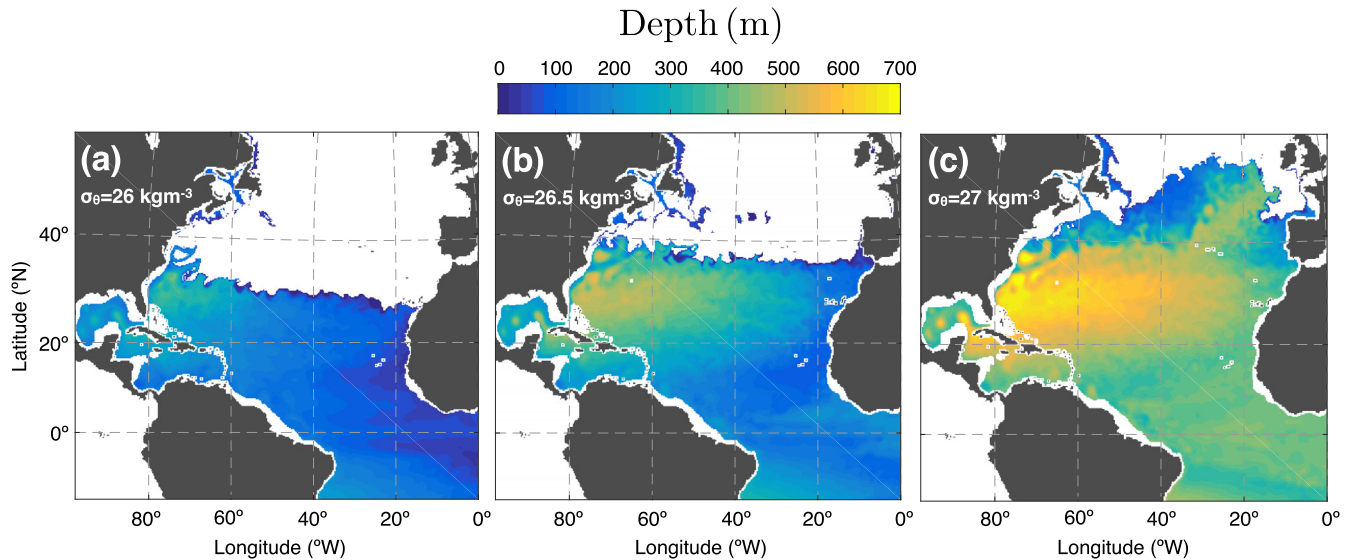 Depth (m)
0 100 200 300 400 500 600 700
(a) (b) (c)
σθ=26 kgm-3 σθ=26.5 kgm-3 σθ=27 kgm-3
Latitude (ºN)
40º
20º
0º
80º 60º 40º 20º 0º 80º 60º 40º 20º 0º 80º 60º 40º 20º 0º
Longitude (ºW) Longitude (ºW) Longitude (ºW)